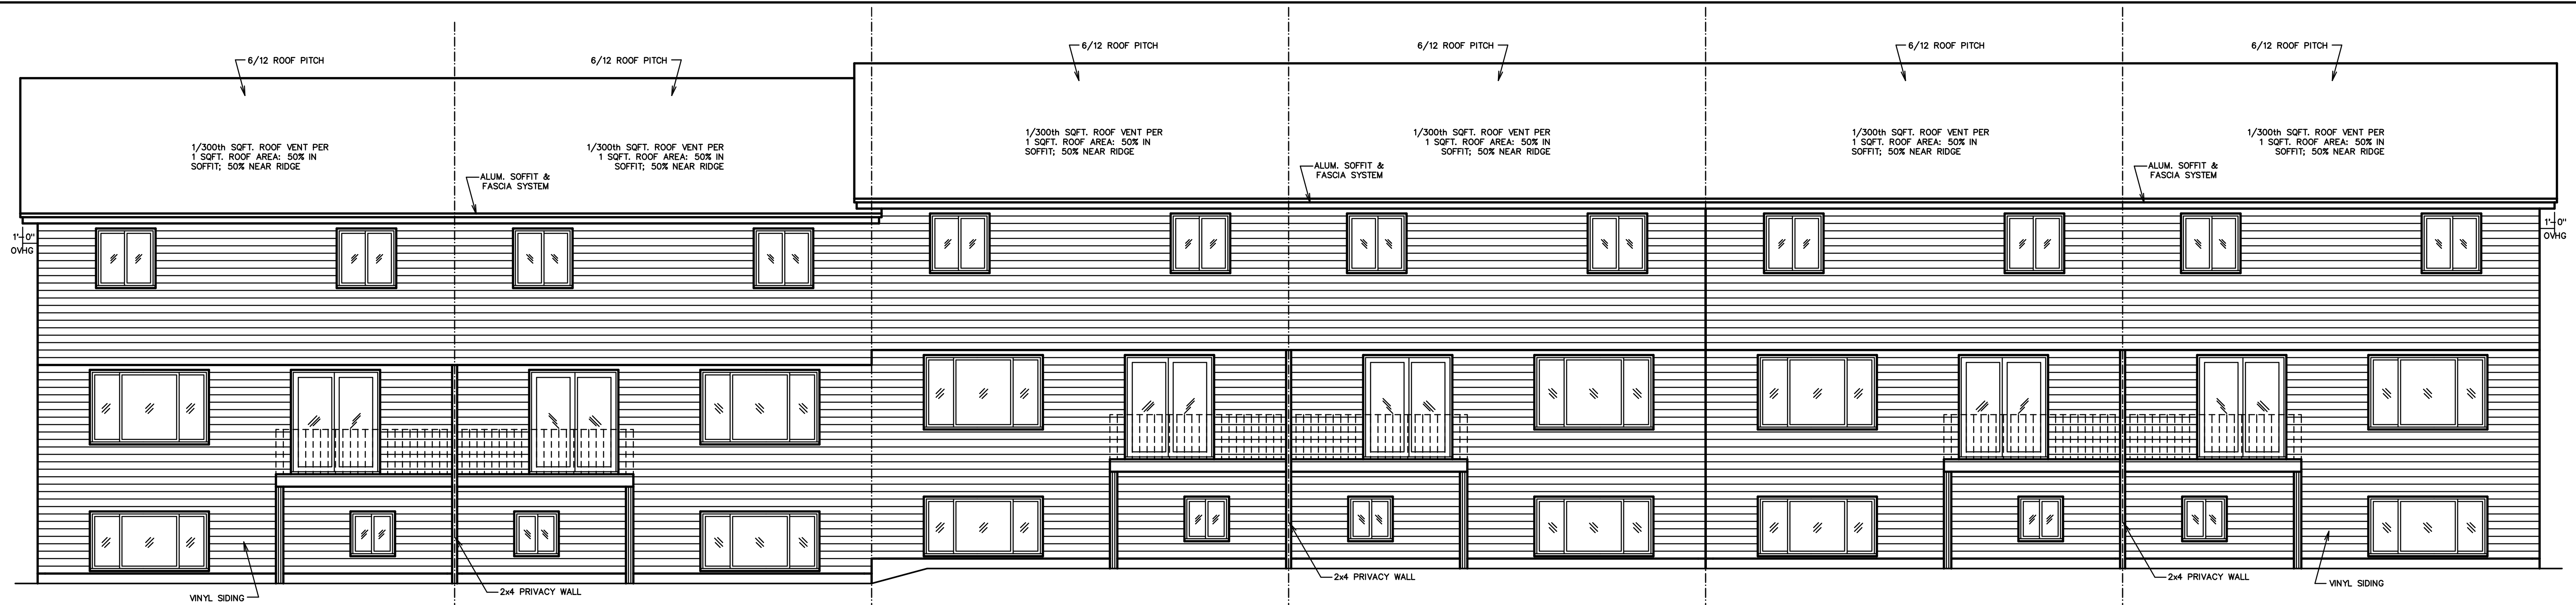 6/12 ROOF PITCH
6/12 ROOF PITCH
6/12 ROOF PITCH
6/12 ROOF PITCH
6/12 ROOF PITCH
6/12 ROOF PITCH
1/300th SQFT. ROOF VENT PER
1 SQFT. ROOF AREA: 50% IN
SOFFIT; 50% NEAR RIDGE
1/300th SQFT. ROOF VENT PER
1 SQFT. ROOF AREA: 50% IN
SOFFIT; 50% NEAR RIDGE
1/300th SQFT. ROOF VENT PER
1 SQFT. ROOF AREA: 50% IN
SOFFIT; 50% NEAR RIDGE
1/300th SQFT. ROOF VENT PER
1 SQFT. ROOF AREA: 50% IN
SOFFIT; 50% NEAR RIDGE
1/300th SQFT. ROOF VENT PER
1 SQFT. ROOF AREA: 50% IN
SOFFIT; 50% NEAR RIDGE
1/300th SQFT. ROOF VENT PER
1 SQFT. ROOF AREA: 50% IN
SOFFIT; 50% NEAR RIDGE
ALUM. SOFFIT &
FASCIA SYSTEM
ALUM. SOFFIT &
FASCIA SYSTEM
ALUM. SOFFIT &
FASCIA SYSTEM
1'-0"
OVHG
1'-0"
OVHG
VINYL SIDING
2x4 PRIVACY WALL
2x4 PRIVACY WALL
2x4 PRIVACY WALL
VINYL SIDING